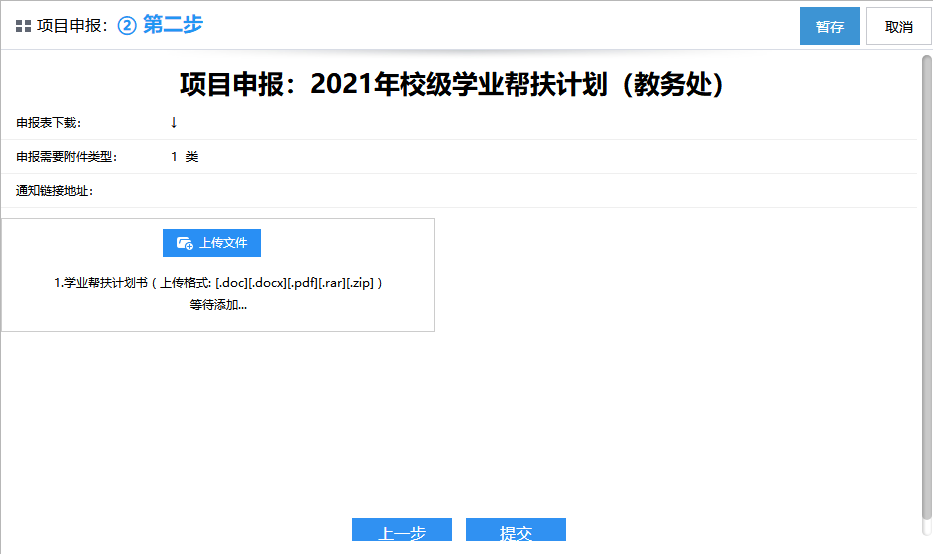 项目申报：② 第二步
暂存
取消
项目申报：2021年校级学业帮扶计划（教务处）
申报表下载： ↓
申报需要附件类型： 1 类
通知链接地址：
上传文件
1.学业帮扶计划书 ( 上传格式: [.doc][.docx][.pdf][.rar][.zip] )
等待添加...
上一步
提交